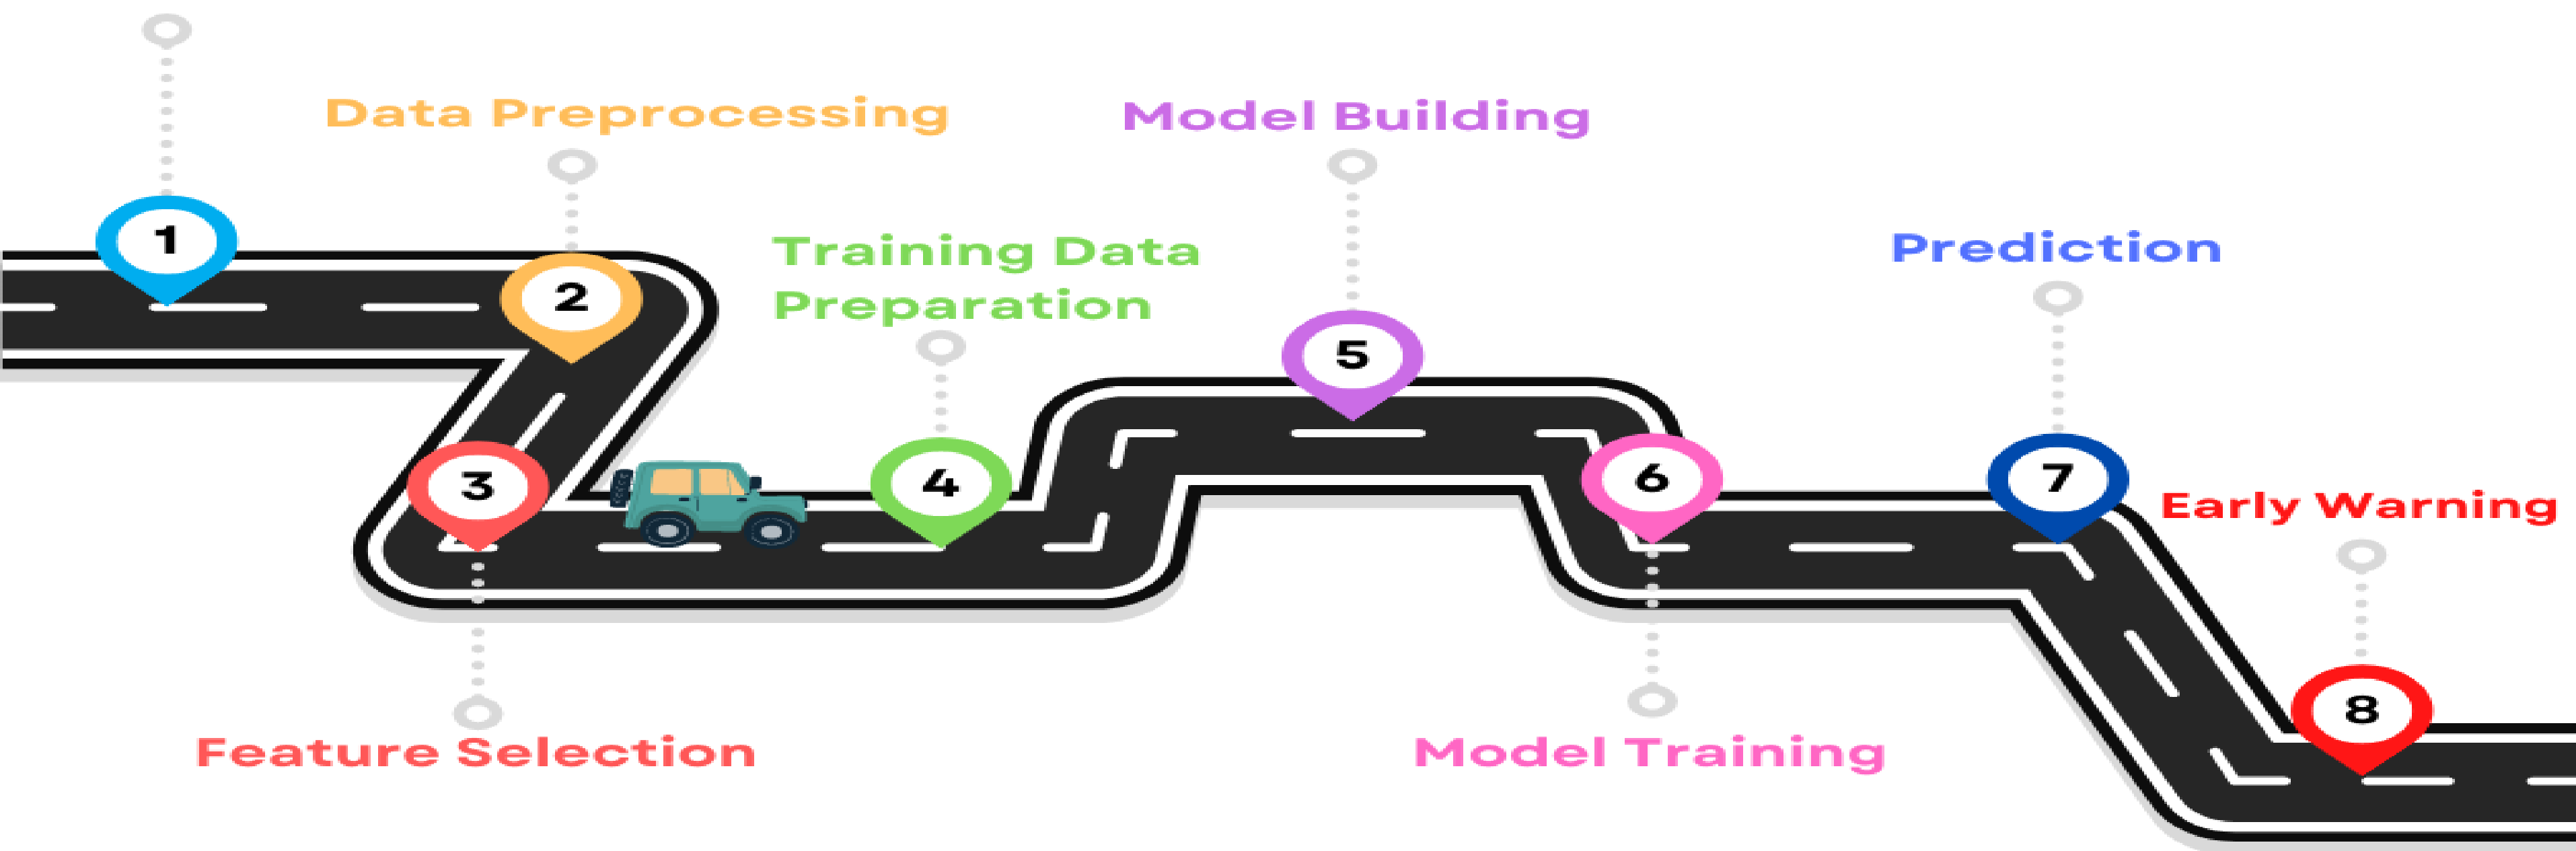 Data Preprocessing
Model Building
Training Data
Preparation
Prediction
1
2
5
3
4
6
7
Early Warning
8
Feature Selection
Model Training